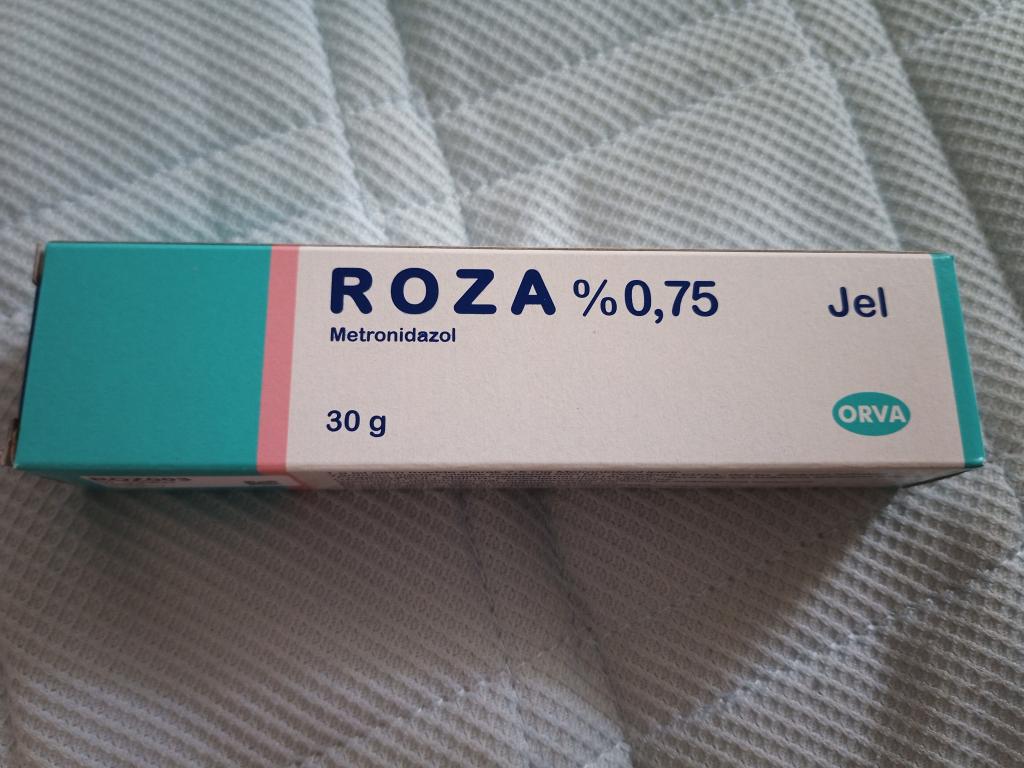 ROZA %0,75 Jel
Metronidazol
30 g
ORVA